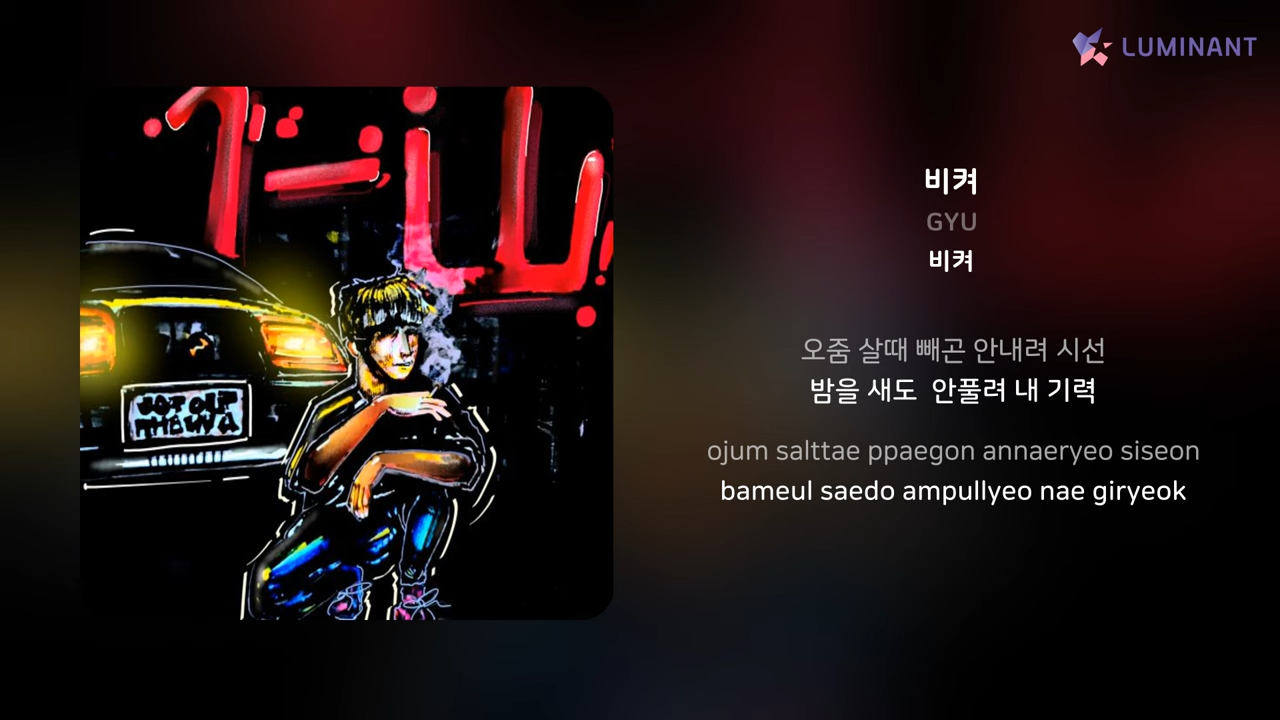 LUMINANT
비켜
GYU
비켜
오줌 살때 빼곤 안내려 시선
밤을 새도 안풀려 내 기력
ojum salttae ppaegon annaeryeo siseon
bameul saedo ampullyeo nae giryeok